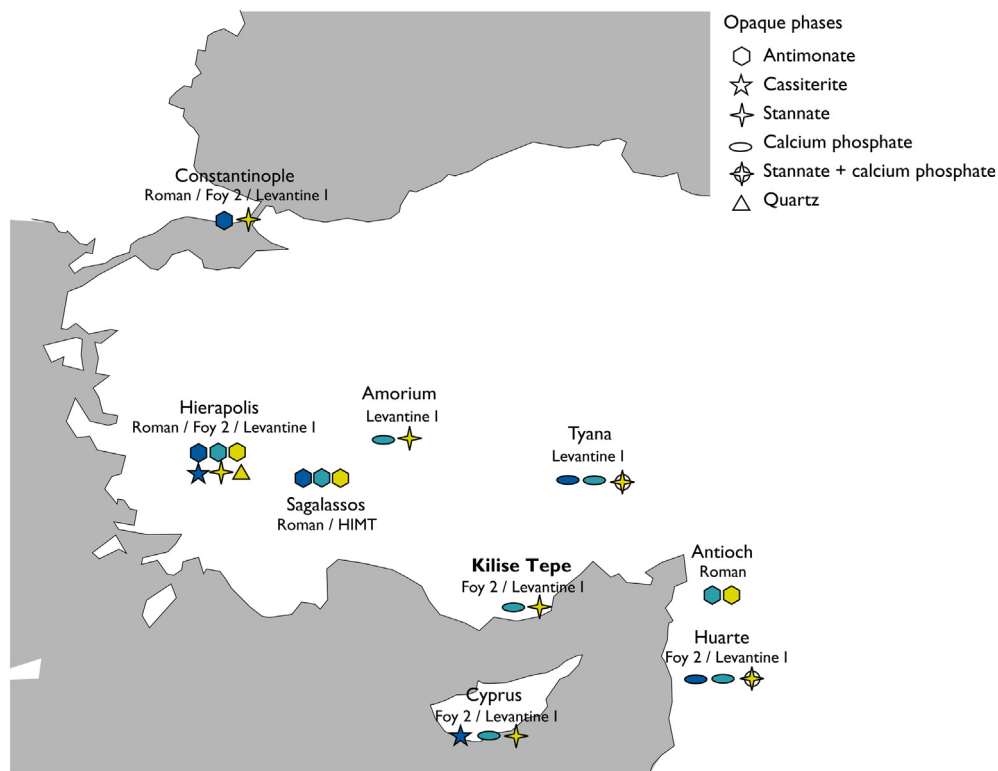 Opaque phases
Antimonate
Cassiterite
Stannate
Calcium phosphate
Stannate + calcium phosphate
Quartz
Constantinople
Roman / Foy 2 / Levantine I
Amorium
Levantine I
Hierapolis
Roman / Foy 2 / Levantine I
Tyana
Levantine I
Sagalassos
Roman / HIMT
Antioch
Roman
Kilise Tepe
Foy 2 / Levantine I
Huarte
Foy 2 / Levantine I
Cyprus
Foy 2 / Levantine I